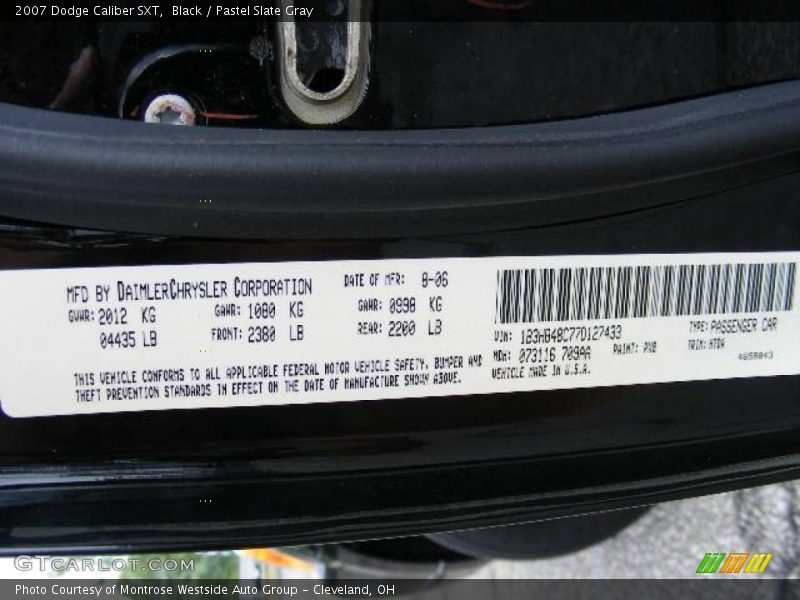 2007 Dodge Caliber SXT, Black / Pastel Slate Gray
MFD BY DAIMLERCHRYSLER CORPORATION DATE OF MFR: 8-06
GVWR: 2012 KG GAWR: 1080 KG GAWR: 0998 KG
04435 LB FRONT: 2380 LB REAR: 2200 LB
THIS VEHICLE CONFORMS TO ALL APPLICABLE FEDERAL MOTOR VEHICLE SAFETY, BUMPER AND
THEFT PREVENTION STANDARDS IN EFFECT ON THE DATE OF MANUFACTURE SHOWN ABOVE.
VIN: 1B3HB48C77D127433 TYPE: PASSENGER CAR
MDH: 073116 709AA PAINT: TRIM:
VEHICLE MADE IN U.S.A.
GTCARLOT.COM
Photo Courtesy of Montrose Westside Auto Group - Cleveland, OH